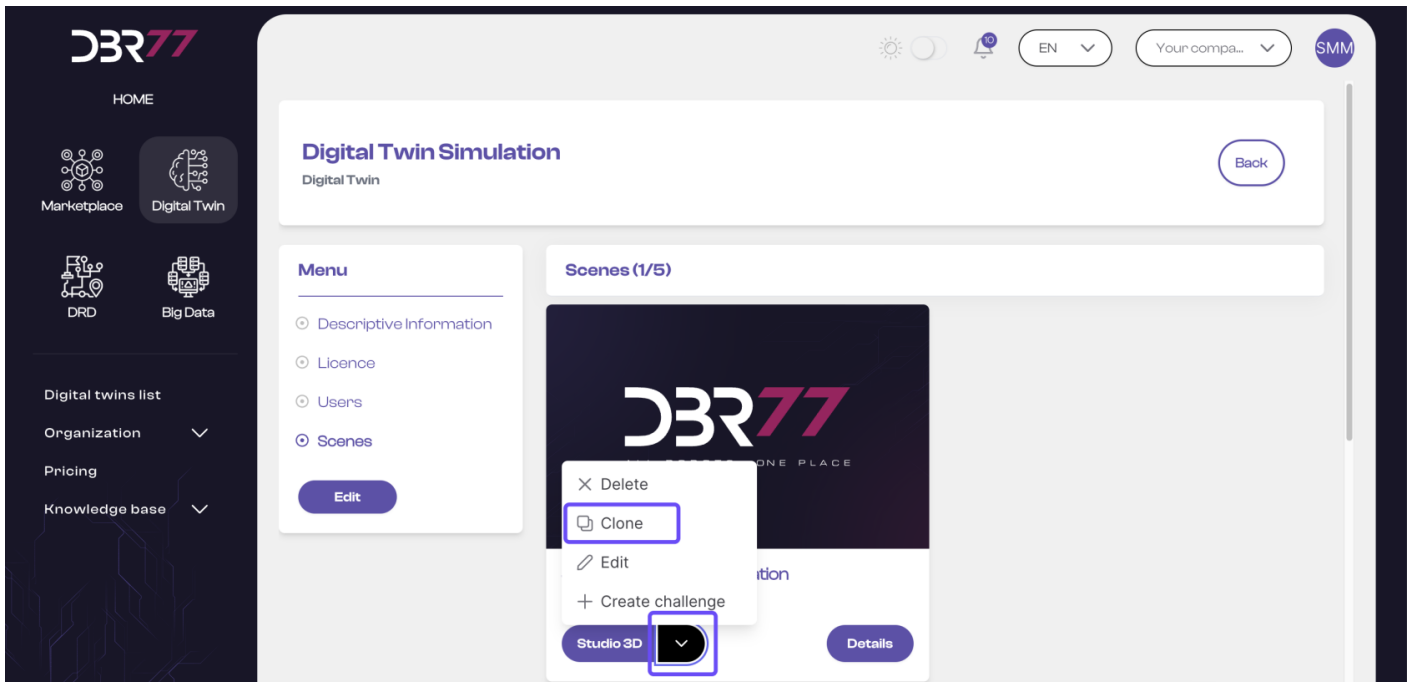 DBR77
HOME
Marketplace
Digital Twin
DRD
Big Data
Digital twins list
Organization
Pricing
Knowledge base
10
EN
Your compa...
SMM
Digital Twin Simulation
Digital Twin
Back
Menu
Descriptive Information
Licence
Users
Scenes
Edit
Scenes (1/5)
DBR77
ONE PLACE
Delete
Clone
Edit
Create challenge
Studio 3D
Details